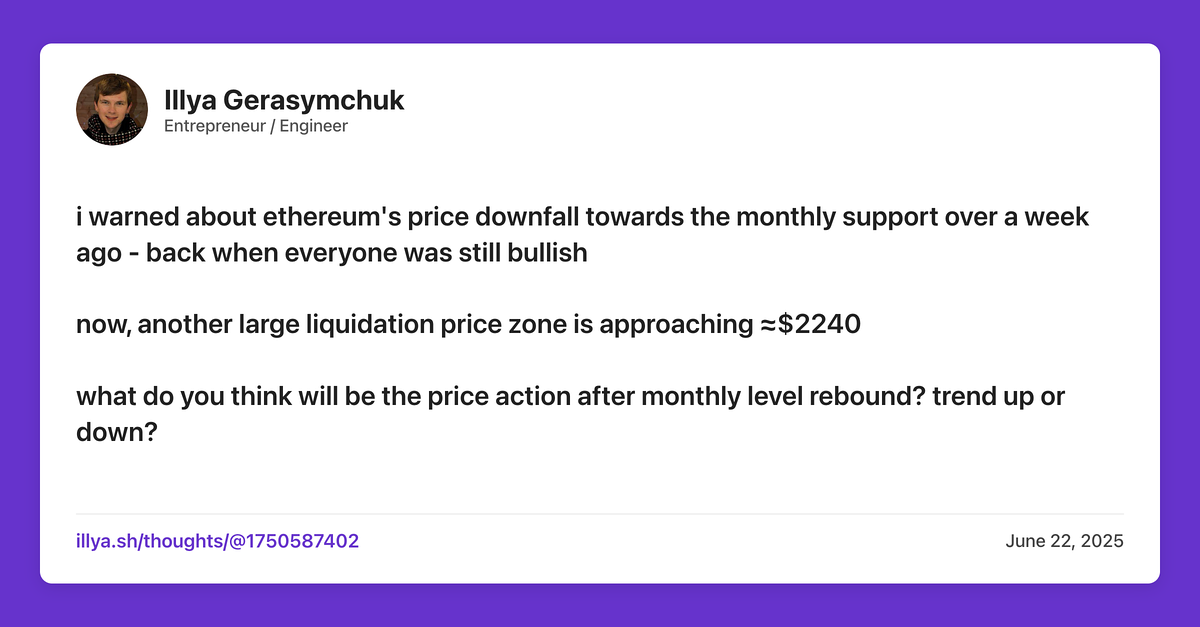 Illya Gerasymchuk
Entrepreneur / Engineer
i warned about ethereum's price downfall towards the monthly support over a week
ago - back when everyone was still bullish
now, another large liquidation price zone is approaching ≈$2240
what do you think will be the price action after monthly level rebound? trend up or
down?
illya.sh/thoughts/@1750587402
June 22, 2025